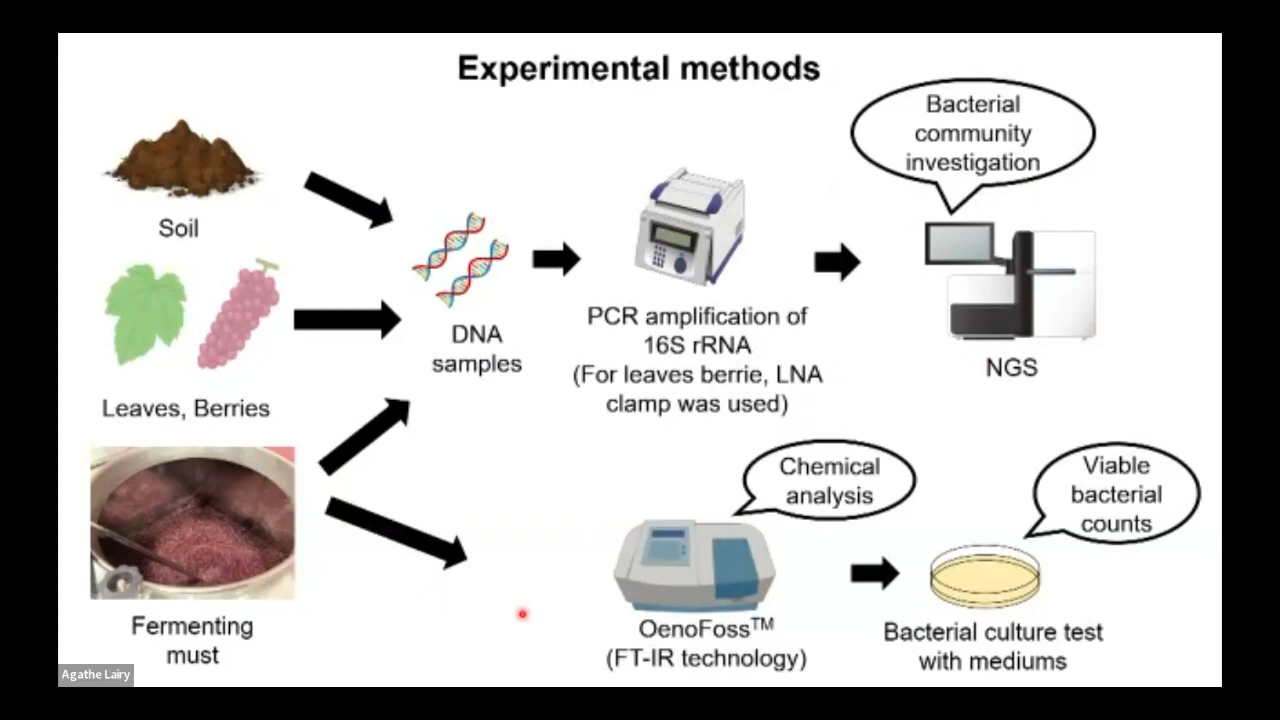 Experimental methods
Bacterial
community
investigation
Soil
DNA
samples
PCR amplification of
16S rRNA
(For leaves berrie, LNA
clamp was used)
NGS
Leaves, Berries
Chemical
analysis
Viable
bacterial
counts
Fermenting
must
OenoFoss™
(FT-IR technology)
Bacterial culture test
with mediums
Agathe Lairy